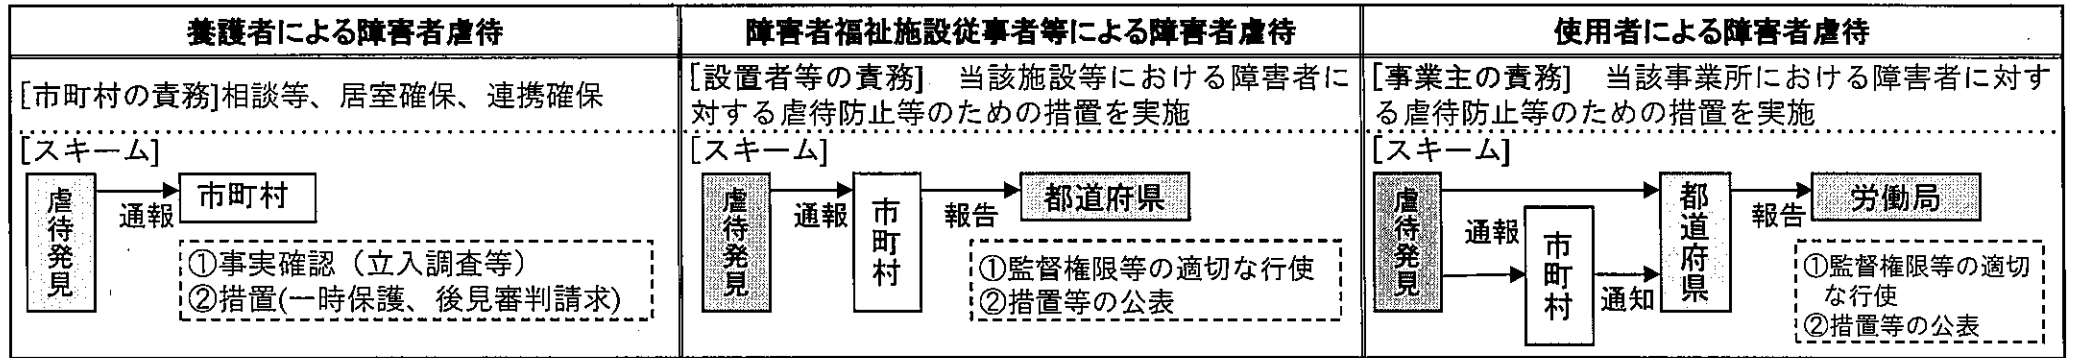 養護者による障害者虐待
[市町村の責務]相談等、居室確保、連携確保
[スキーム]
虐待発見
通報
市町村
①事実確認（立入調査等）
②措置(一時保護、後見審判請求)
障害者福祉施設従事者等による障害者虐待
[設置者等の責務]　当該施設等における障害者に
対する虐待防止等のための措置を実施
[スキーム]
虐待発見
通報
市町村
報告
都道府県
①監督権限等の適切な行使
②措置等の公表
使用者による障害者虐待
[事業主の責務]　当該事業所における障害者に対す
る虐待防止等のための措置を実施
[スキーム]
虐待発見
通報
市町村
通知
都道府県
報告
労働局
①監督権限等の適切
な行使
②措置等の公表